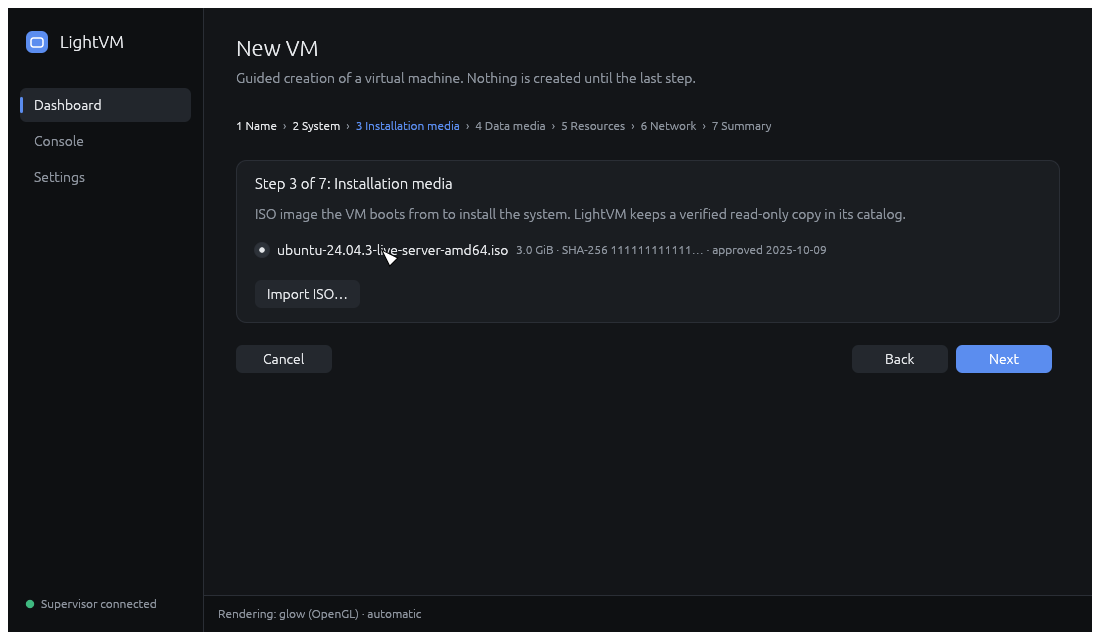 LightVM
Dashboard
Console
Settings
Supervisor connected
New VM
Guided creation of a virtual machine. Nothing is created until the last step.
1 Name › 2 System › 3 Installation media › 4 Data media › 5 Resources › 6 Network › 7 Summary
Step 3 of 7: Installation media
ISO image the VM boots from to install the system. LightVM keeps a verified read-only copy in its catalog.
ubuntu-24.04.3-live-server-amd64.iso 3.0 GiB · SHA-256 111111111111… · approved 2025-10-09
Import ISO…
Cancel Back Next
Rendering: glow (OpenGL) · automatic